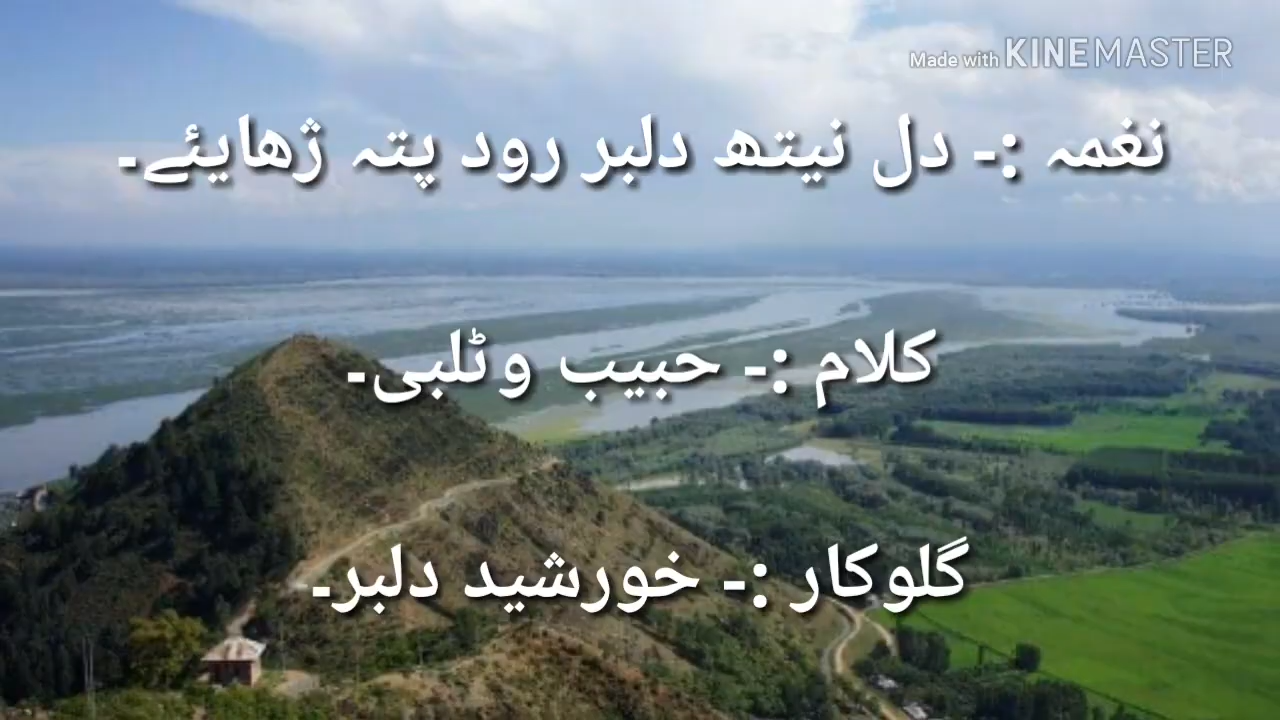 Made with KINEMASTER
نغمہ :- دل نیتھ دلبر رود پتہ ژھایئے۔
کلام :- حبیب وٹلبی۔
گلوکار :- خورشید دلبر۔